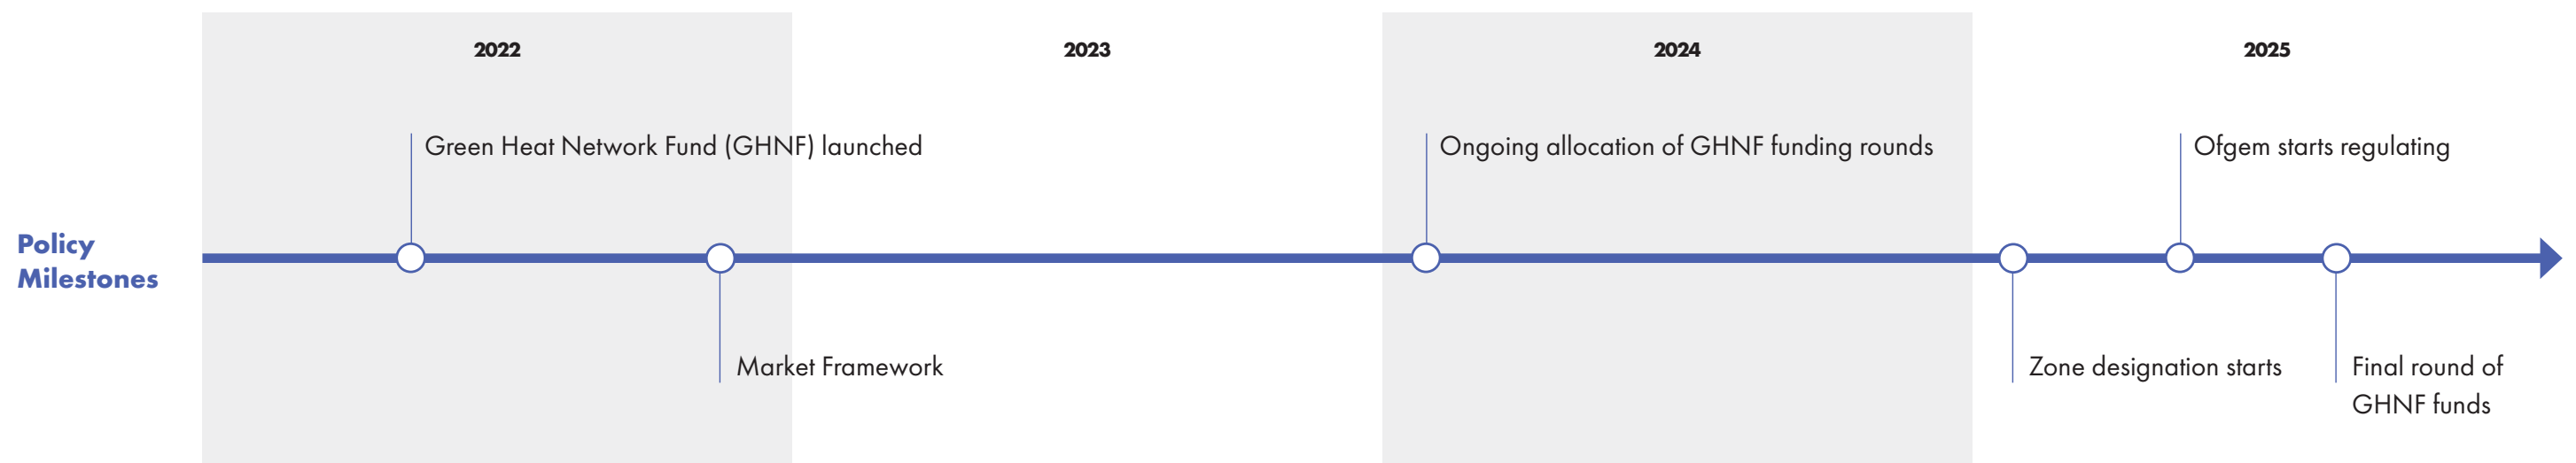 2022
2023
2024
2025
Green Heat Network Fund (GHNF) launched
Ongoing allocation of GHNF funding rounds
Ofgem starts regulating
Policy
Milestones
Market Framework
Zone designation starts
Final round of
GHNF funds